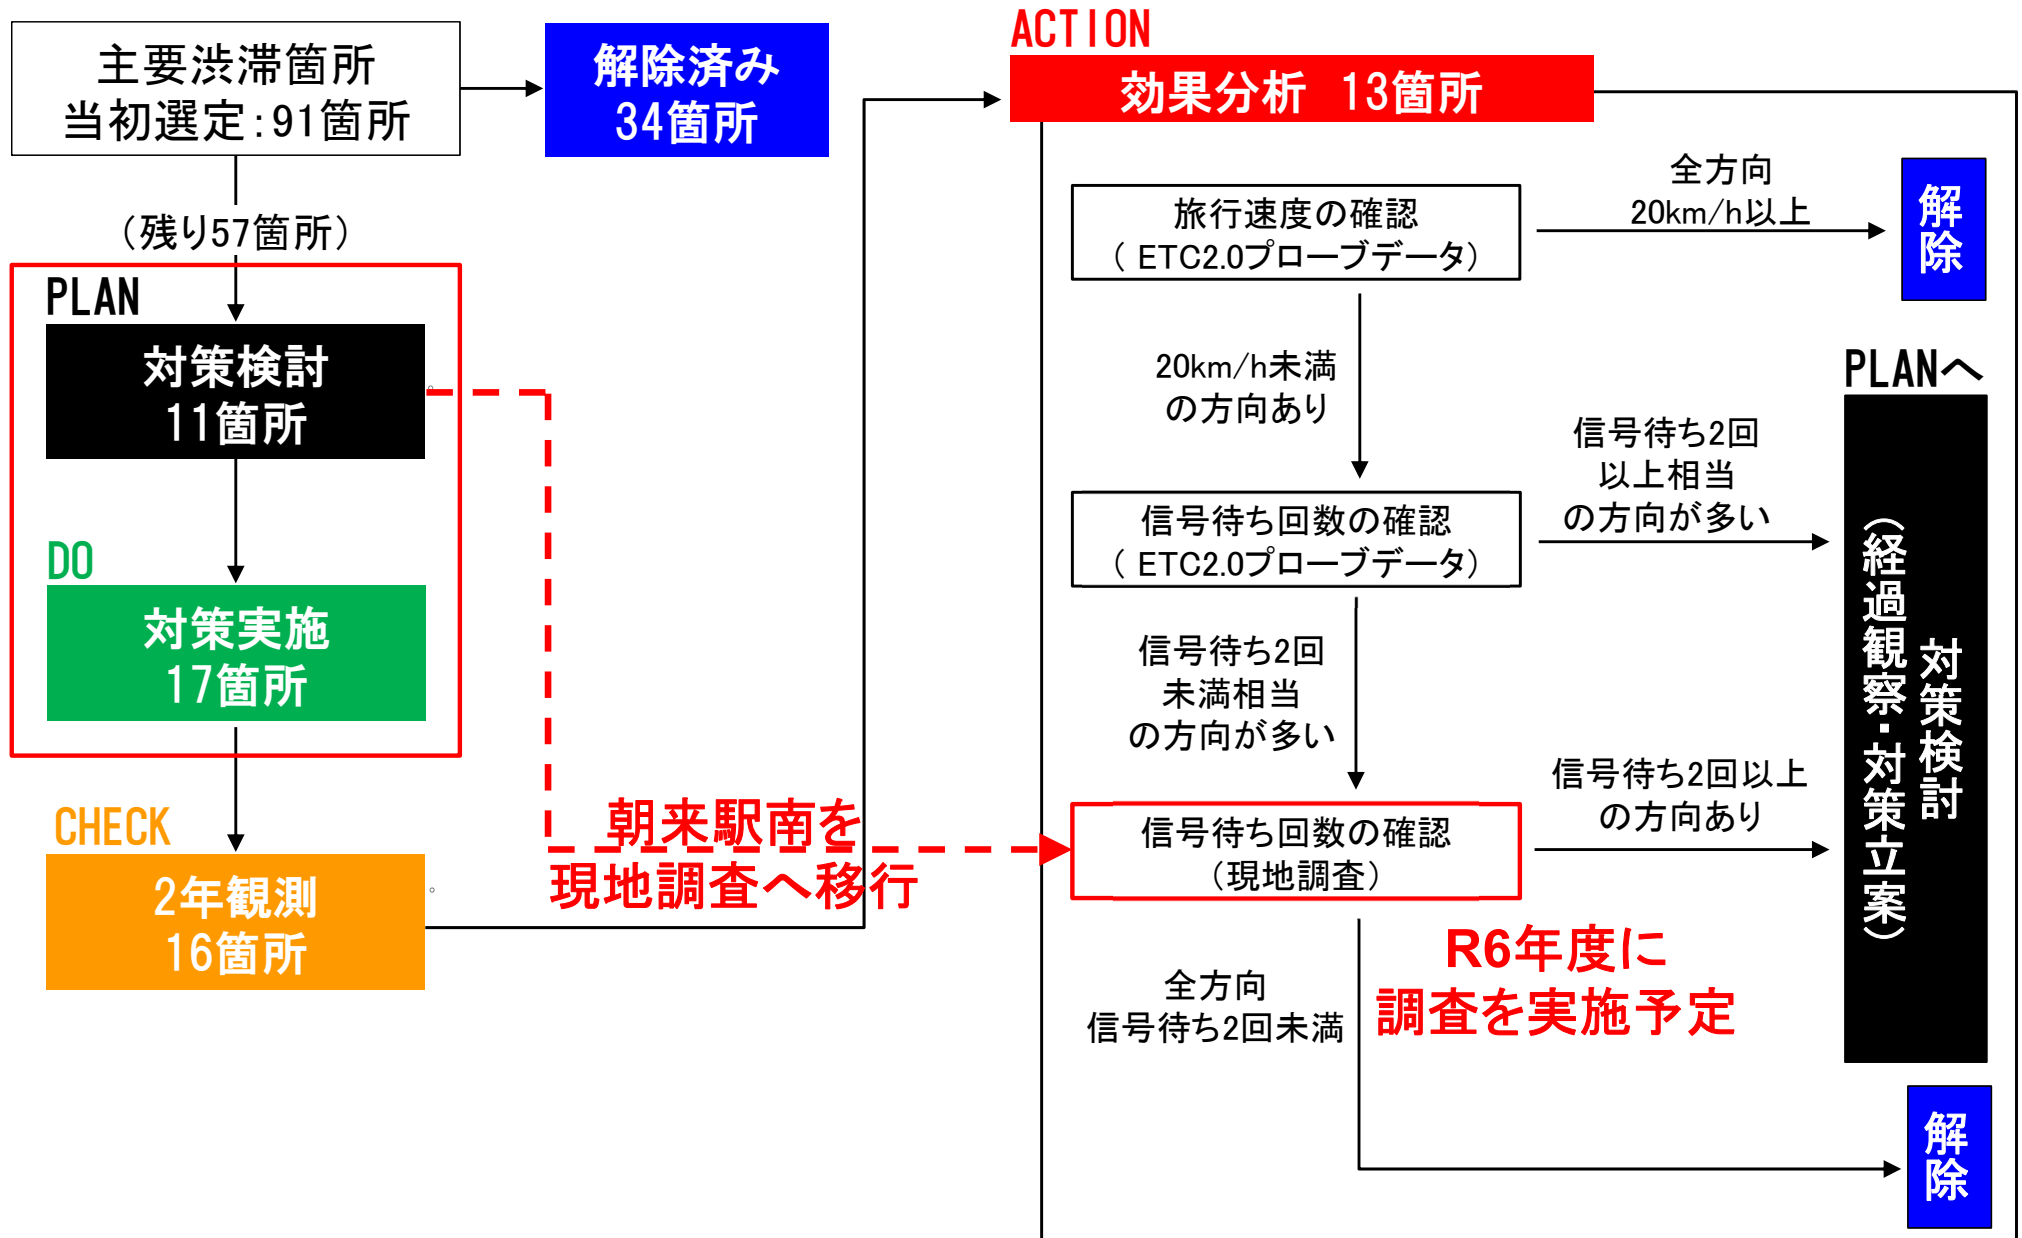 主要渋滞箇所
当初選定：91箇所
解除済み
34箇所
（残り57箇所）
PLAN
対策検討
11箇所
DO
対策実施
17箇所
CHECK
2年観測
16箇所
朝来駅南を
現地調査へ移行
ACTION
効果分析　13箇所
旅行速度の確認
（ ETC2.0プローブデータ）
全方向
20km/h以上
解除
20km/h未満
の方向あり
信号待ち回数の確認
（ ETC2.0プローブデータ）
信号待ち2回
以上相当
の方向が多い
PLANへ
対策検討
（経過観察・対策立案）
信号待ち2回
未満相当
の方向が多い
信号待ち回数の確認
（現地調査）
信号待ち2回以上
の方向あり
R6年度に
調査を実施予定
全方向
信号待ち2回未満
解除